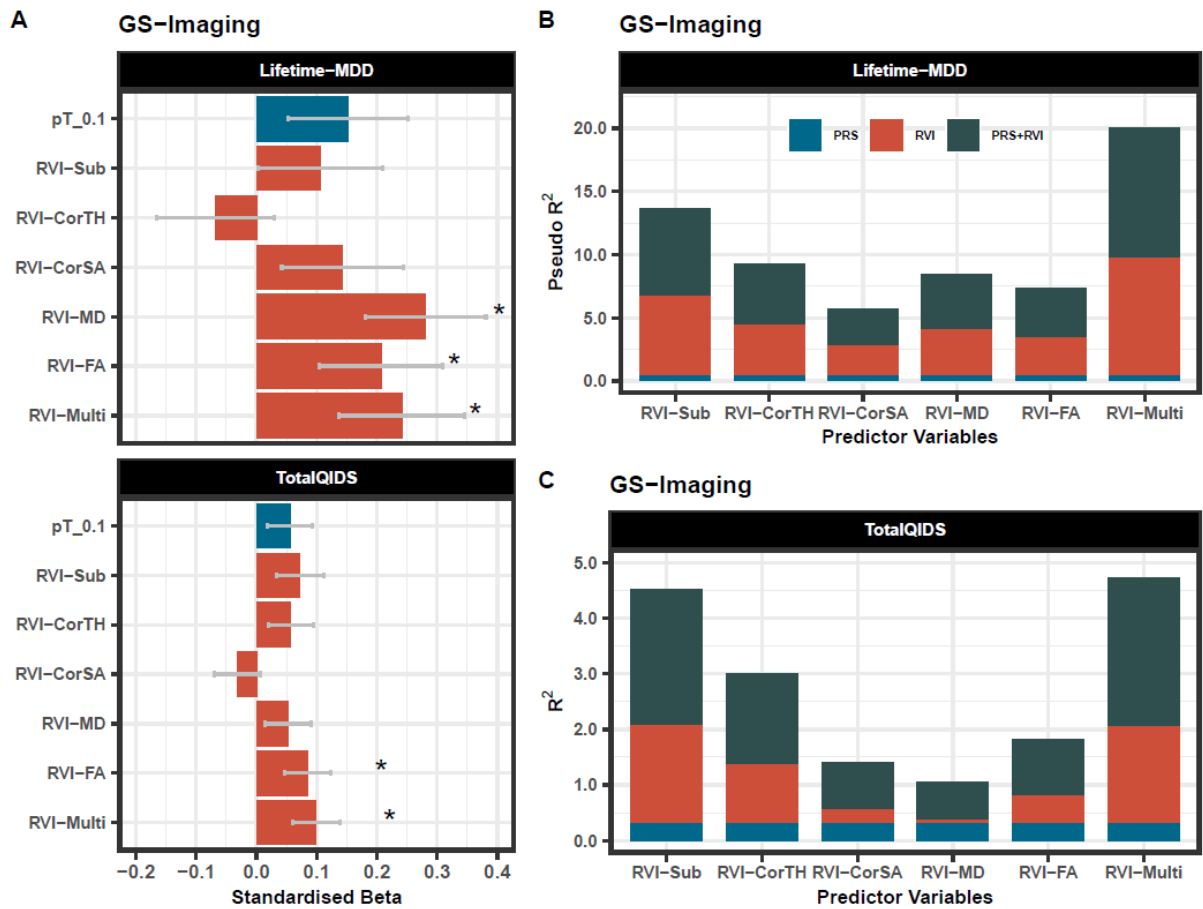 A
GS−Imaging
Lifetime−MDD
pT_0.1
RVI−Sub
RVI−CorTH
RVI−CorSA
RVI−MD
*
RVI−FA
*
RVI−Multi
*
TotalQIDS
pT_0.1
RVI−Sub
RVI−CorTH
RVI−CorSA
RVI−MD
RVI−FA
*
RVI−Multi
*
−0.2 −0.1 0.0 0.1 0.2 0.3 0.4
Standardised Beta
B
GS−Imaging
Lifetime−MDD
PRS RVI PRS+RVI
Pseudo R²
20.0
15.0
10.0
5.0
0.0
RVI−Sub RVI−CorTH RVI−CorSA RVI−MD RVI−FA RVI−Multi
Predictor Variables
C
GS−Imaging
TotalQIDS
R²
5.0
4.0
3.0
2.0
1.0
0.0
RVI−Sub RVI−CorTH RVI−CorSA RVI−MD RVI−FA RVI−Multi
Predictor Variables